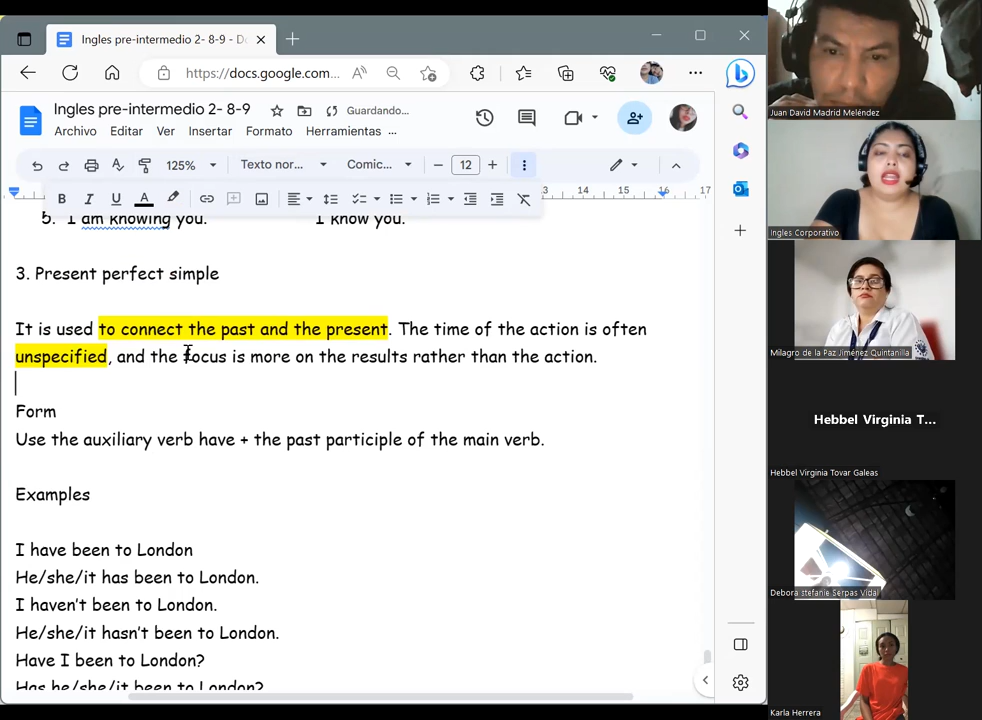 Ingles pre-intermedio 2- 8-9 - Do
https://docs.google.com...
Ingles pre-intermedio 2- 8-9
Guardando...
Archivo Editar Ver Insertar Formato Herramientas ...
125% Texto nor... Comic... 12
13 14 15 16 17
5. I am knowing you. I know you.
3. Present perfect simple
It is used to connect the past and the present. The time of the action is often
unspecified, and the focus is more on the results rather than the action.
Form
Use the auxiliary verb have + the past participle of the main verb.
Examples
I have been to London
He/she/it has been to London.
I haven't been to London.
He/she/it hasn't been to London.
Have I been to London?
Has he/she/it been to London?
Juan David Madrid Meléndez
Ingles Corporativo
Milagro de la Paz Jiménez Quintanilla
Hebbel Virginia T...
Hebbel Virginia Tovar Galeas
Debora stefanie Serpas Vidal
Karla Herrera